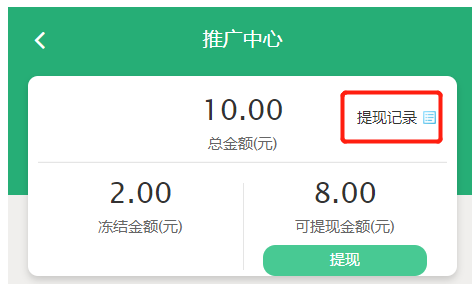 推广中心
10.00
提现记录
总金额(元)
2.00
冻结金额(元)
8.00
可提现金额(元)
提现